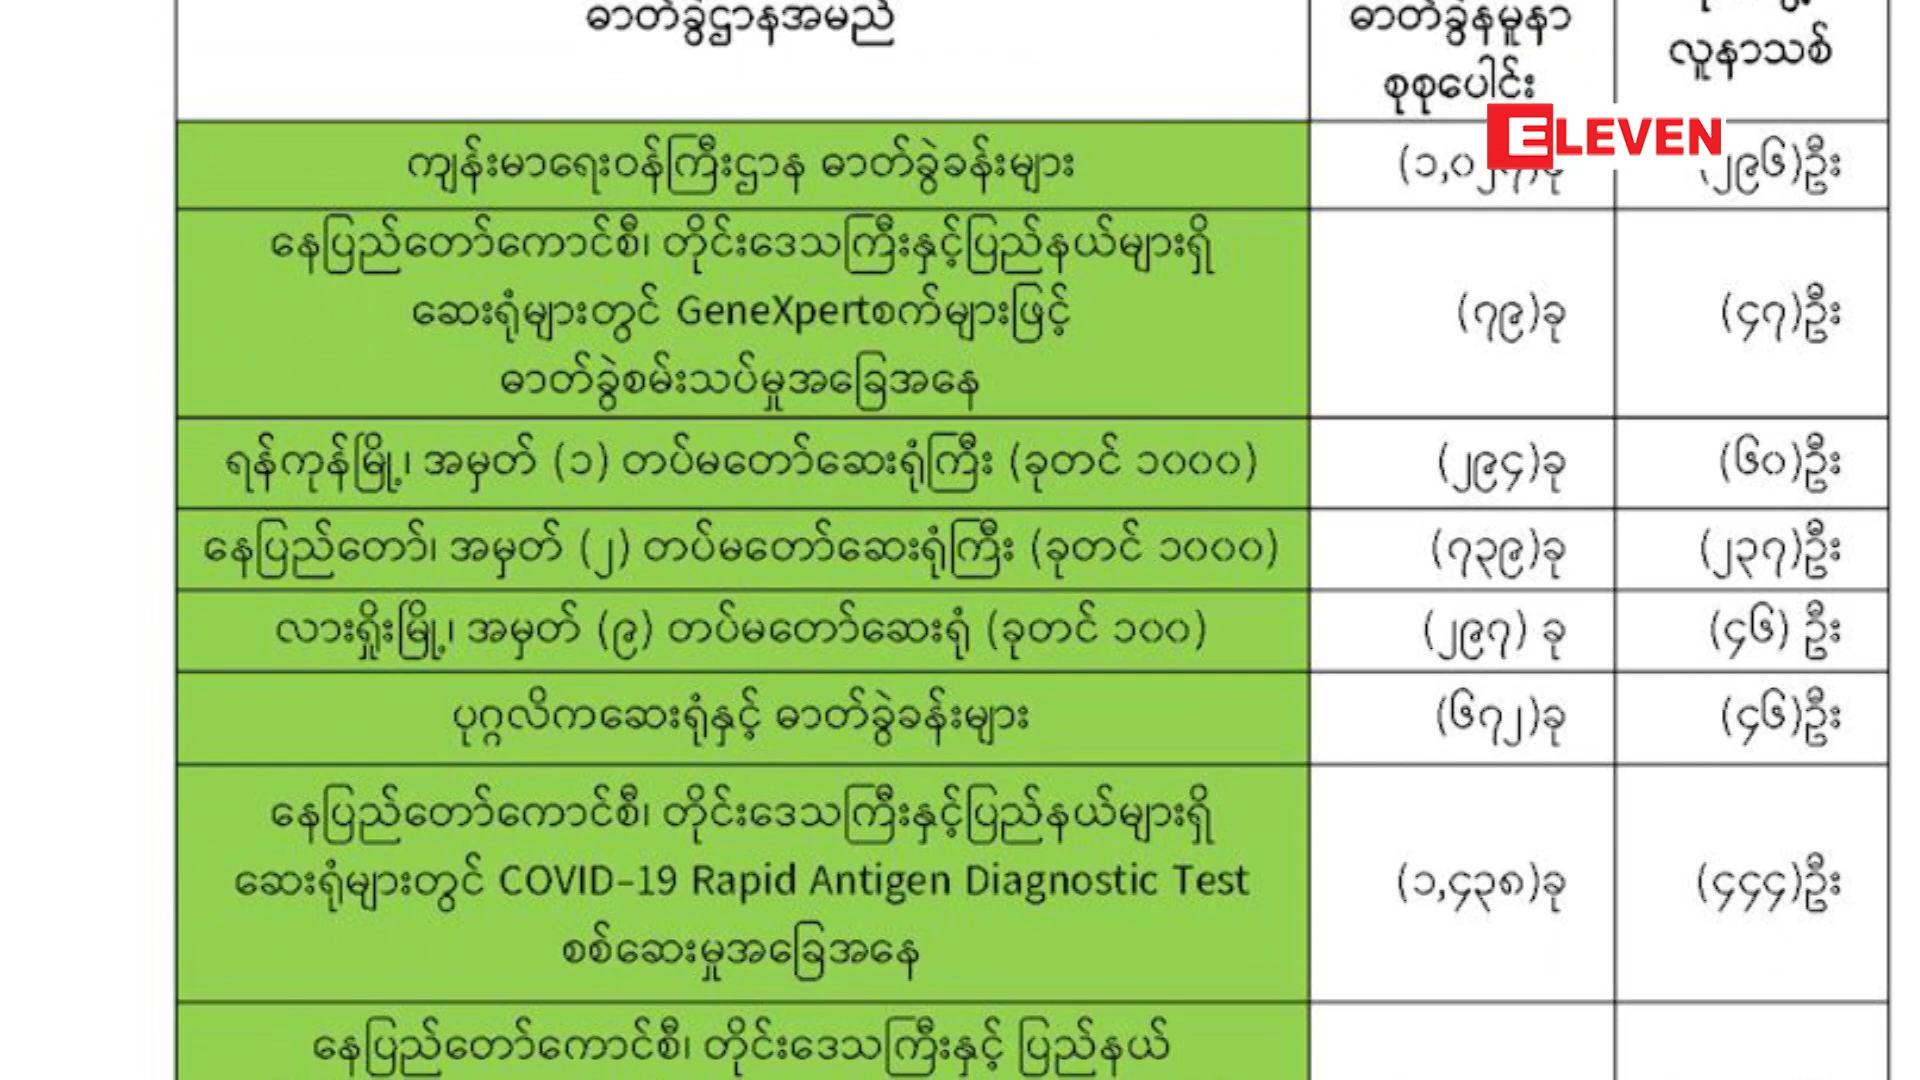 ဓာတ်ခွဲဌာနအမည်
ဓာတ်ခွဲနမူနာ
စုစုပေါင်း
လူနာသစ်
ELEVEN
ကျန်းမာရေးဝန်ကြီးဌာန ဓာတ်ခွဲခန်းများ
၂၉၆)ဦး
နေပြည်တော်ကောင်စီ၊ တိုင်းဒေသကြီးနှင့်ပြည်နယ်များရှိ
ဆေးရုံများတွင် GeneXpertစက်များဖြင့်
ဓာတ်ခွဲစမ်းသပ်မှုအခြေအနေ
(၇၉)ခု
(၄၇)ဦး
ရန်ကုန်မြို့၊ အမှတ် (၁) တပ်မတော်ဆေးရုံကြီး (ခုတင် ၁၀၀၀)
(၂၉၄)ခု
(၆၀)ဦး
နေပြည်တော်၊ အမှတ် (၂) တပ်မတော်ဆေးရုံကြီး (ခုတင် ၁၀၀၀)
(၇၃၉)ခု
(၂၃၇)ဦး
လားရှိုးမြို့၊ အမှတ် (၉) တပ်မတော်ဆေးရုံ (ခုတင် ၁၀၀)
(၂၉၇) ခု
(၄၆) ဦး
ပုဂ္ဂလိကဆေးရုံနှင့် ဓာတ်ခွဲခန်းများ
(၆၇၂)ခု
(၄၆)ဦး
နေပြည်တော်ကောင်စီ၊ တိုင်းဒေသကြီးနှင့်ပြည်နယ်များရှိ
ဆေးရုံများတွင် COVID-19 Rapid Antigen Diagnostic Test
စစ်ဆေးမှုအခြေအနေ
(၁,၄၃၈)ခု
(၄၄၄)ဦး
နေပြည်တော်ကောင်စီ၊ တိုင်းဒေသကြီးနှင့် ပြည်နယ်